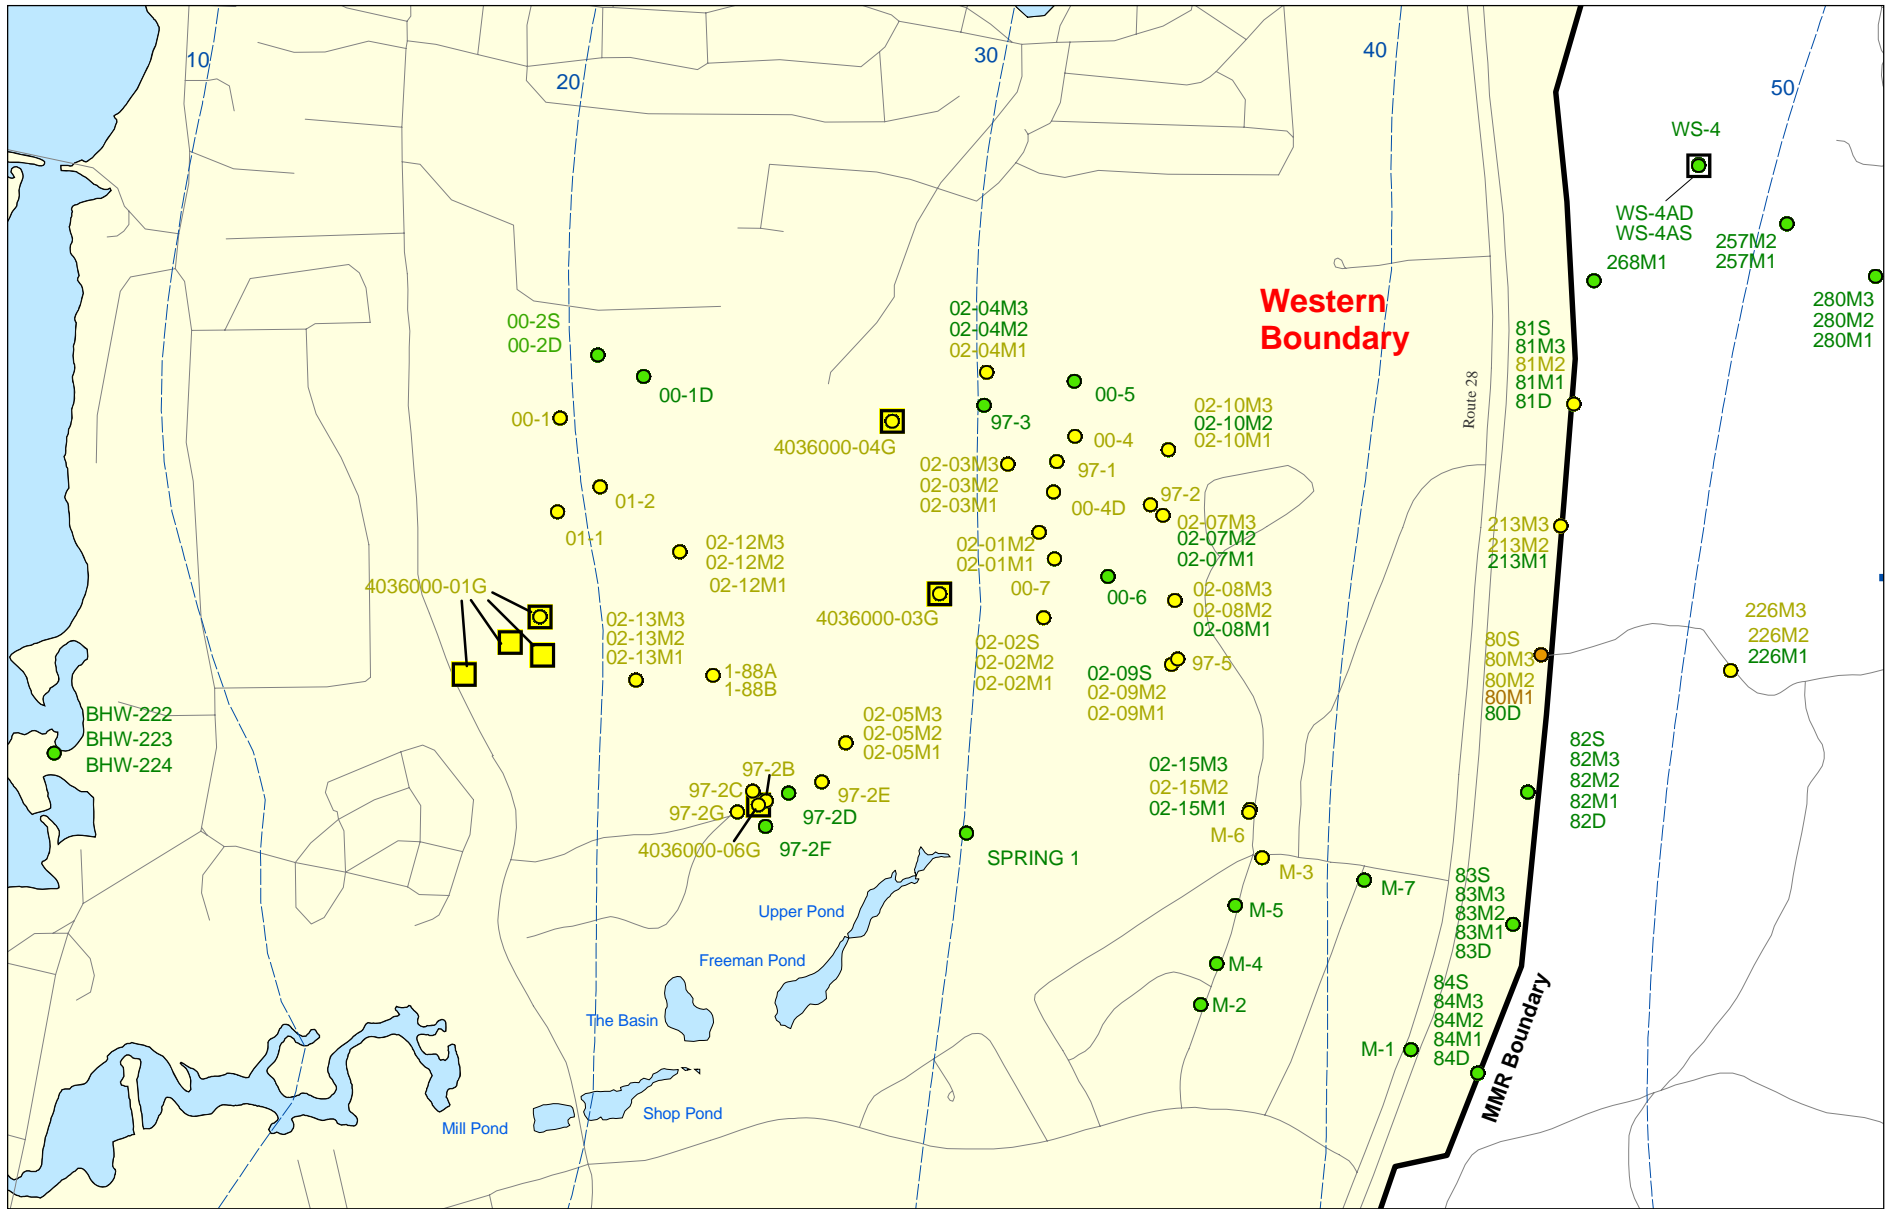 10
20
30
40
50
WS-4
WS-4AD
WS-4AS
257M2
257M1
268M1
280M3
280M2
280M1
Western
Boundary
00-2S
00-2D
00-1D
00-1
02-04M3
02-04M2
02-04M1
97-3
00-5
4036000-04G
02-10M3
02-10M2
02-10M1
00-4
97-1
Route 28
81S
81M3
81M2
81M1
81D
02-03M3
02-03M2
02-03M1
00-4D
97-2
02-07M3
02-07M2
02-07M1
01-2
01-1
02-12M3
02-12M2
02-12M1
02-01M2
02-01M1
00-7
00-6
213M3
213M2
213M1
4036000-01G
4036000-03G
02-08M3
02-08M2
02-08M1
02-13M3
02-13M2
02-13M1
1-88A
1-88B
02-02S
02-02M2
02-02M1
97-5
02-09S
02-09M2
02-09M1
80S
80M3
80M2
80M1
80D
226M3
226M2
226M1
BHW-222
BHW-223
BHW-224
02-05M3
02-05M2
02-05M1
97-2B
97-2C
97-2G
97-2E
97-2D
97-2F
4036000-06G
SPRING 1
02-15M3
02-15M2
02-15M1
M-6
M-3
82S
82M3
82M2
82M1
82D
M-7
M-5
M-4
M-2
M-1
83S
83M3
83M2
83M1
83D
84S
84M3
84M2
84M1
84D
Upper Pond
Freeman Pond
The Basin
Shop Pond
Mill Pond
MMR Boundary